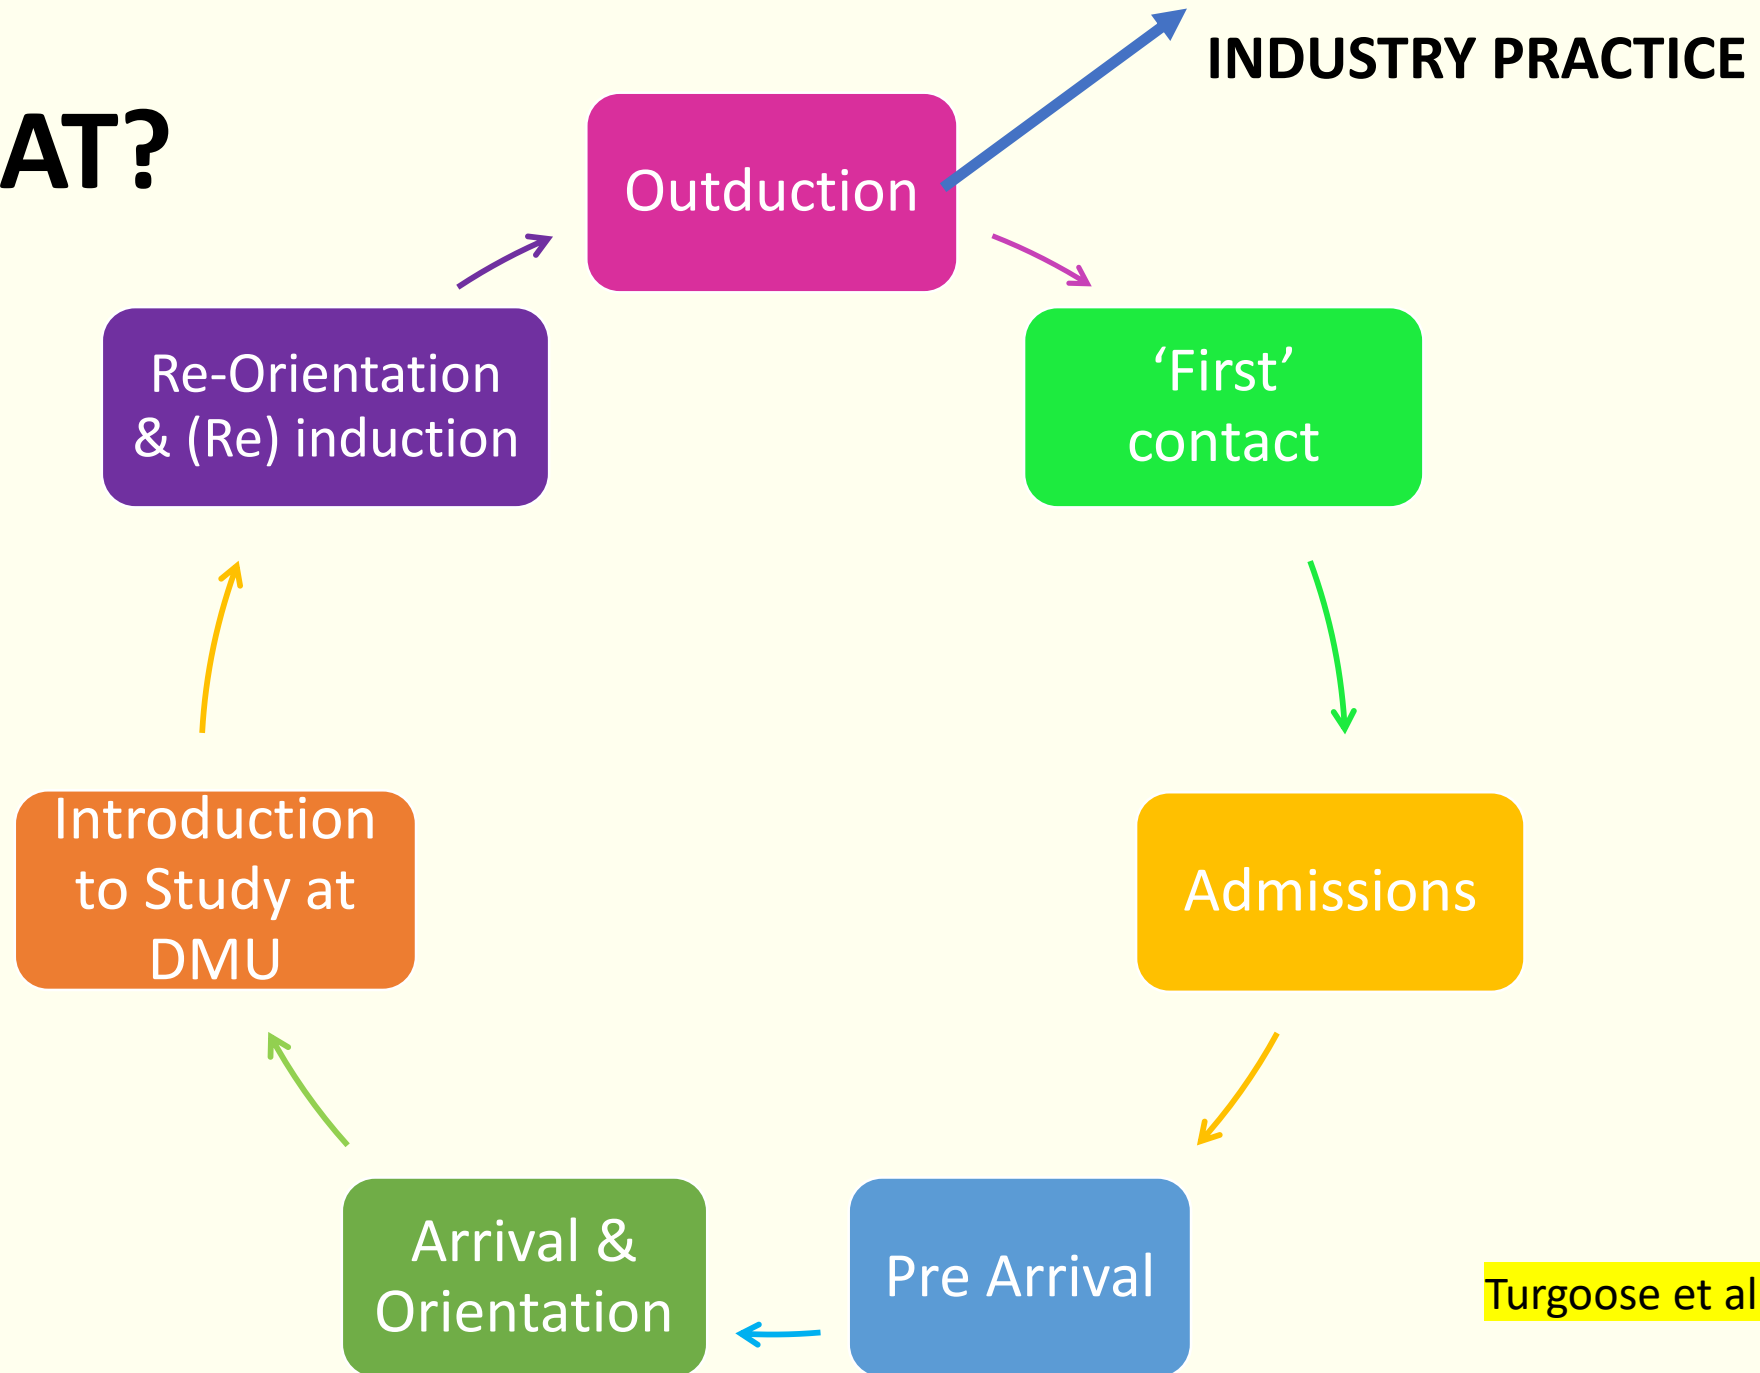 INDUSTRY PRACTICE
AT?
Outduction
‘First’
contact
Admissions
Pre Arrival
Arrival &
Orientation
Introduction
to Study at
DMU
Re-Orientation
& (Re) induction
Turgoose et al